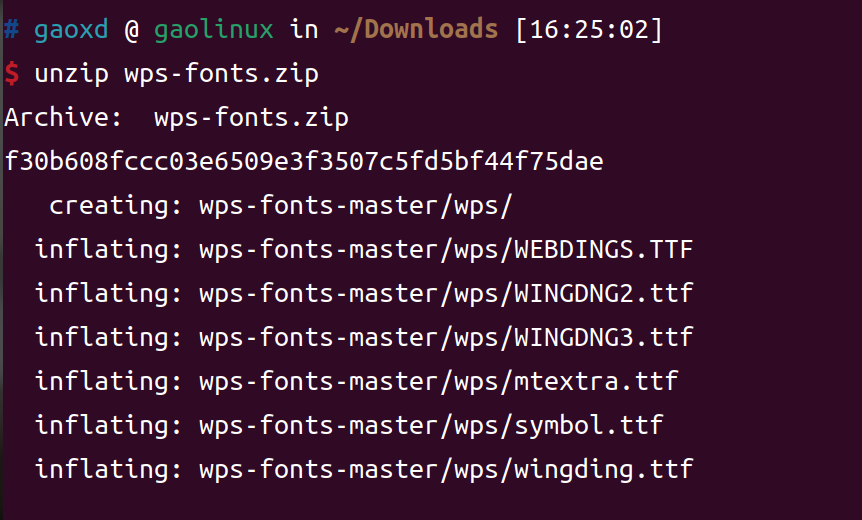 # gaoxd @ gaolinux in ~/Downloads [16:25:02]
$ unzip wps-fonts.zip
Archive:  wps-fonts.zip
f30b608fccc03e6509e3f3507c5fd5bf44f75dae
   creating: wps-fonts-master/wps/
  inflating: wps-fonts-master/wps/WEBDINGS.TTF
  inflating: wps-fonts-master/wps/WINGDNG2.ttf
  inflating: wps-fonts-master/wps/WINGDNG3.ttf
  inflating: wps-fonts-master/wps/mtextra.ttf
  inflating: wps-fonts-master/wps/symbol.ttf
  inflating: wps-fonts-master/wps/wingding.ttf